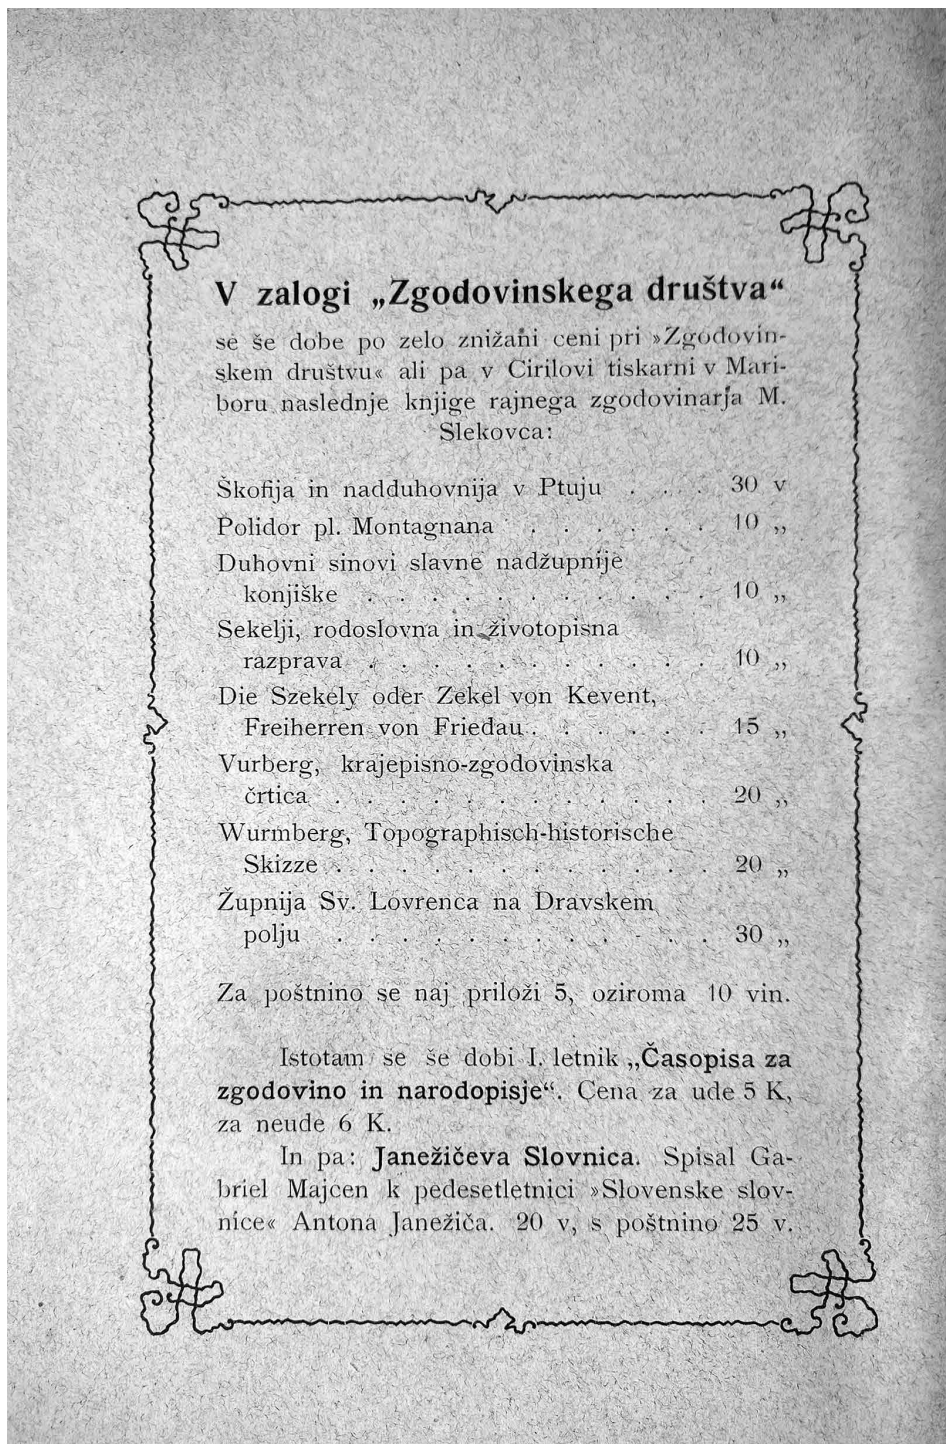 V zalogi „Zgodovinskega društva“
se še dobe po zelo znižani ceni pri »Zgodovin-
skem društvu« ali pa v Cirilovi tiskarni v Mari-
boru naslednje knjige rajnega zgodovinarja M.
Slekovca:
Škofija in nadduhovnija v Ptuju . . . 30 v
Polidor pl. Montagnana . . . . . . 10 „
Duhovni sinovi slavne nadžupnije
konjiške . . . . . . . . . . . 10 „
Sekelji, rodoslovna in životopisna
razprava . . . . . . . . . . . 10 „
Die Szekely oder Zekel von Kevent,
Freiherren von Friedau . . . . . . 15 „
Vurberg, krajepisno-zgodovinska
črtica . . . . . . . . . . . . 20 „
Wurmberg, Topographisch-historische
Skizze . . . . . . . . . . . . 20 „
Župnija Sv. Lovrenca na Dravskem
polju . . . . . . . . . . . . 30 „
Za poštnino se naj priloži 5, oziroma 10 vin.
Istotam se še dobi I. letnik „Časopisa za
zgodovino in narodopisje“. Cena za ude 5 K,
za neude 6 K.
In pa: Janežičeva Slovnica. Spisal Ga-
briel Majcen k pedesetletnici »Slovenske slov-
nice« Antona Janežiča. 20 v, s poštnino 25 v.